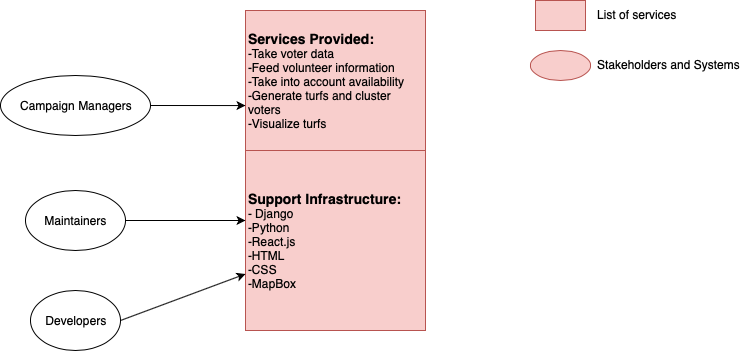 Services Provided:
-Take voter data
-Feed volunteer information
-Take into account availability
-Generate turfs and cluster
voters
-Visualize turfs
Campaign Managers
Support Infrastructure:
- Django
-Python
-React.js
-HTML
-CSS
-MapBox
Maintainers
Developers
List of services
Stakeholders and Systems